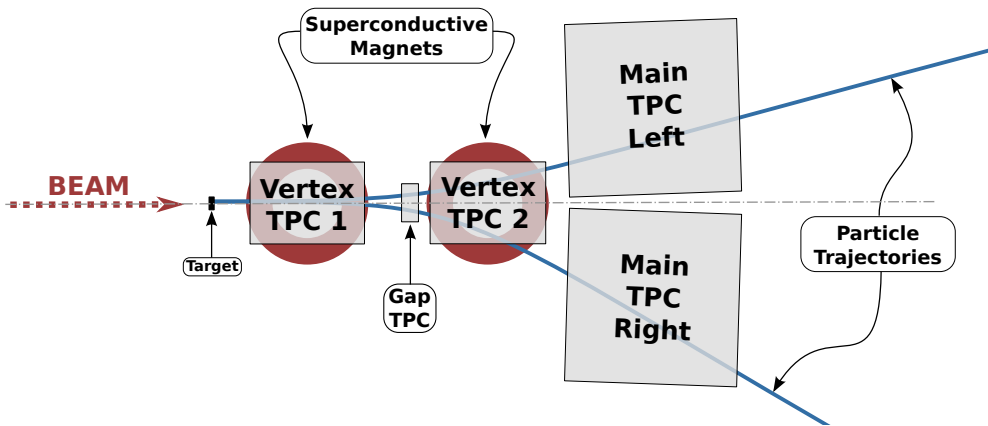 Superconductive
Magnets
Main
TPC
Left
BEAM
Vertex
TPC 1
Vertex
TPC 2
Target
Gap
TPC
Main
TPC
Right
Particle
Trajectories